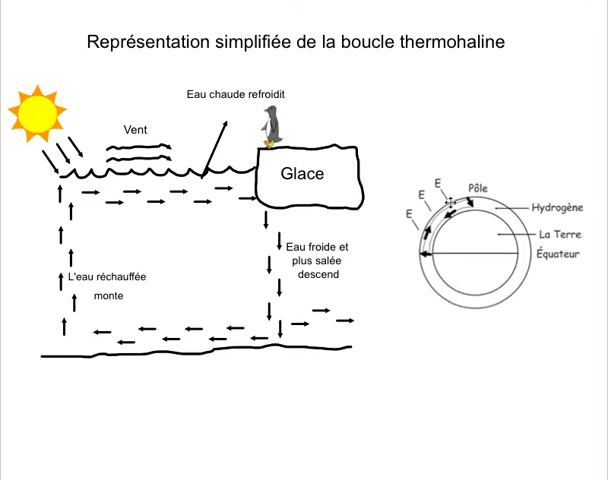 Représentation simplifiée de la boucle thermohaline
Eau chaude refroidit
Vent
Glace
Eau froide et
plus salée
descend
L'eau réchauffée
monte
E
E
E
Pôle
Hydrogène
La Terre
Équateur